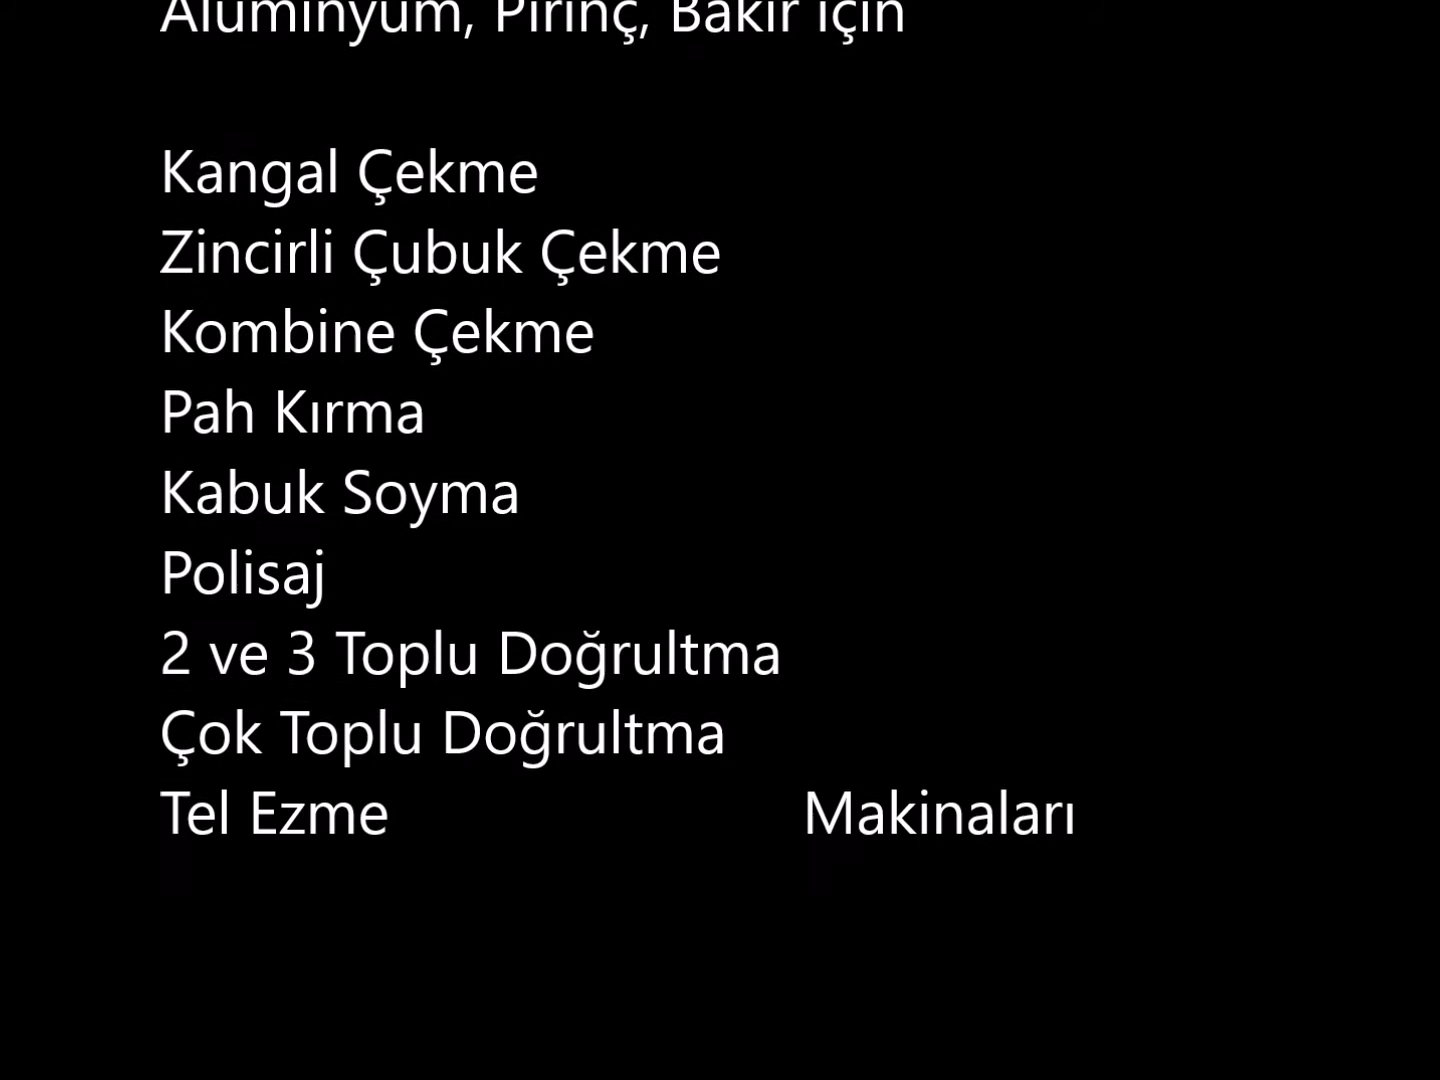 Alüminyum, Pirinç, Bakır için
Kangal Çekme
Zincirli Çubuk Çekme
Kombine Çekme
Pah Kırma
Kabuk Soyma
Polisaj
2 ve 3 Toplu Doğrultma
Çok Toplu Doğrultma
Tel Ezme Makinaları